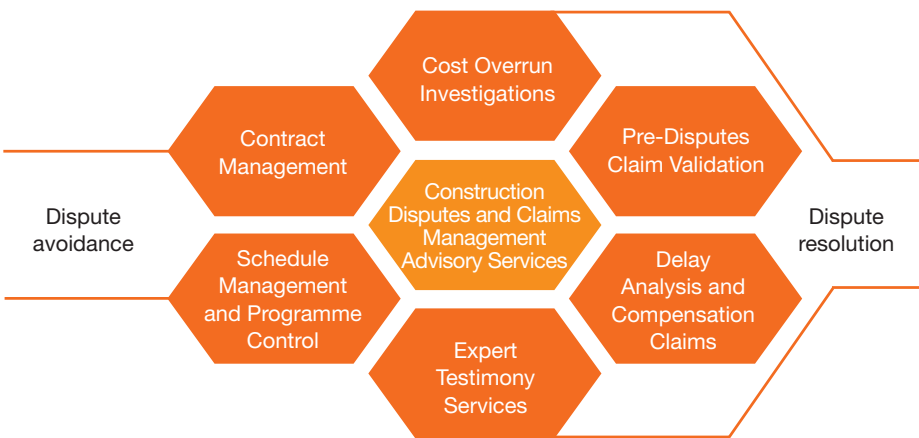 Cost Overrun
Investigations
Contract
Management
Pre-Disputes
Claim Validation
Construction
Disputes and Claims
Management
Advisory Services
Dispute
avoidance
Dispute
resolution
Schedule
Management
and Programme
Control
Delay
Analysis and
Compensation
Claims
Expert
Testimony
Services